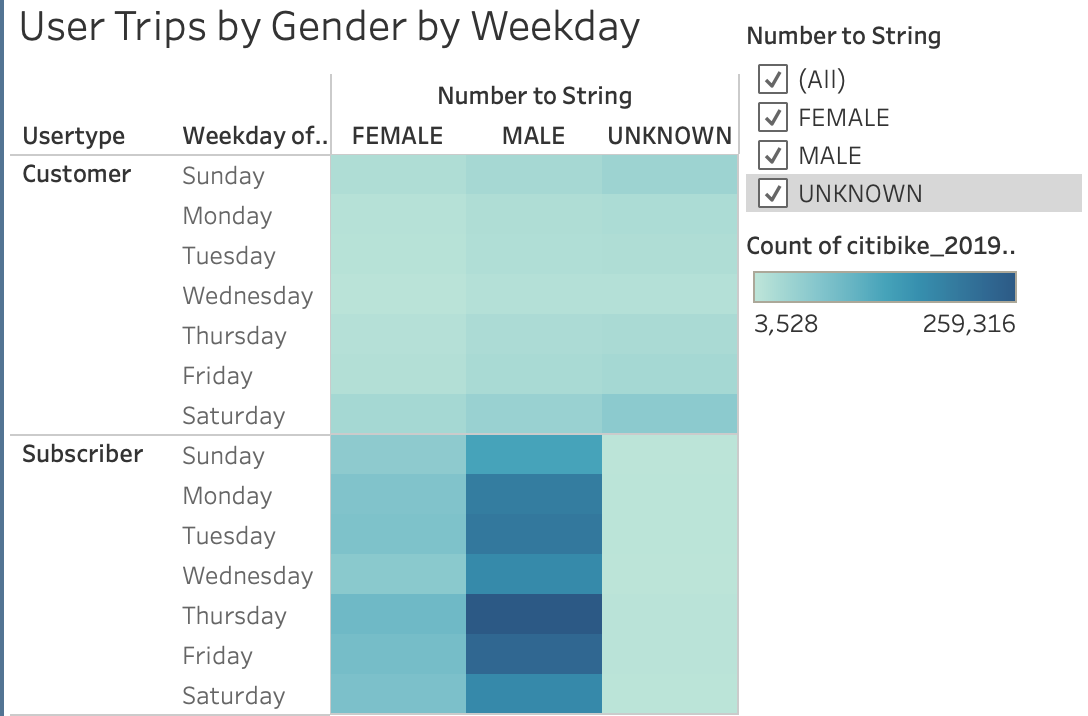 User Trips by Gender by Weekday
Number to String
Usertype Weekday of.. FEMALE MALE UNKNOWN
Customer Sunday
Monday
Tuesday
Wednesday
Thursday
Friday
Saturday
Subscriber Sunday
Monday
Tuesday
Wednesday
Thursday
Friday
Saturday
Number to String
(All)
FEMALE
MALE
UNKNOWN
Count of citibike_2019..
3,528 259,316